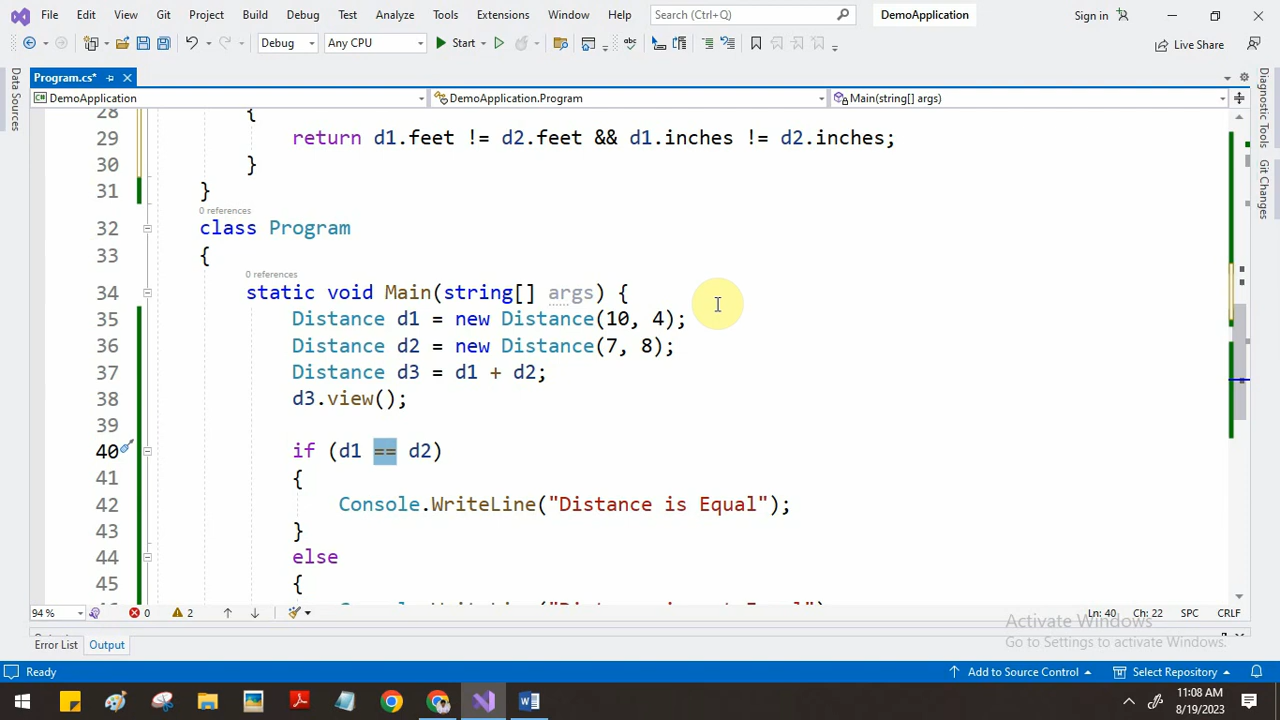 File Edit View Git Project Build Debug Test Analyze Tools Extensions Window Help Search (Ctrl+Q) DemoApplication Sign in
Debug Any CPU Start Live Share
Program.cs*
DemoApplication DemoApplication.Program Main(string[] args)
Data Sources
Diagnostic Tools
Git Changes
28 {
29 return d1.feet != d2.feet && d1.inches != d2.inches;
30 }
31 }
0 references
32 class Program
33 {
0 references
34 static void Main(string[] args) {
35 Distance d1 = new Distance(10, 4);
36 Distance d2 = new Distance(7, 8);
37 Distance d3 = d1 + d2;
38 d3.view();
39
40 if (d1 == d2)
41 {
42 Console.WriteLine("Distance is Equal");
43 }
44 else
45 {
94 % 0 2 Ln: 40 Ch: 22 SPC CRLF
Activate Windows
Go to Settings to activate Windows.
Error List Output
Ready Add to Source Control Select Repository
11:08 AM
8/19/2023